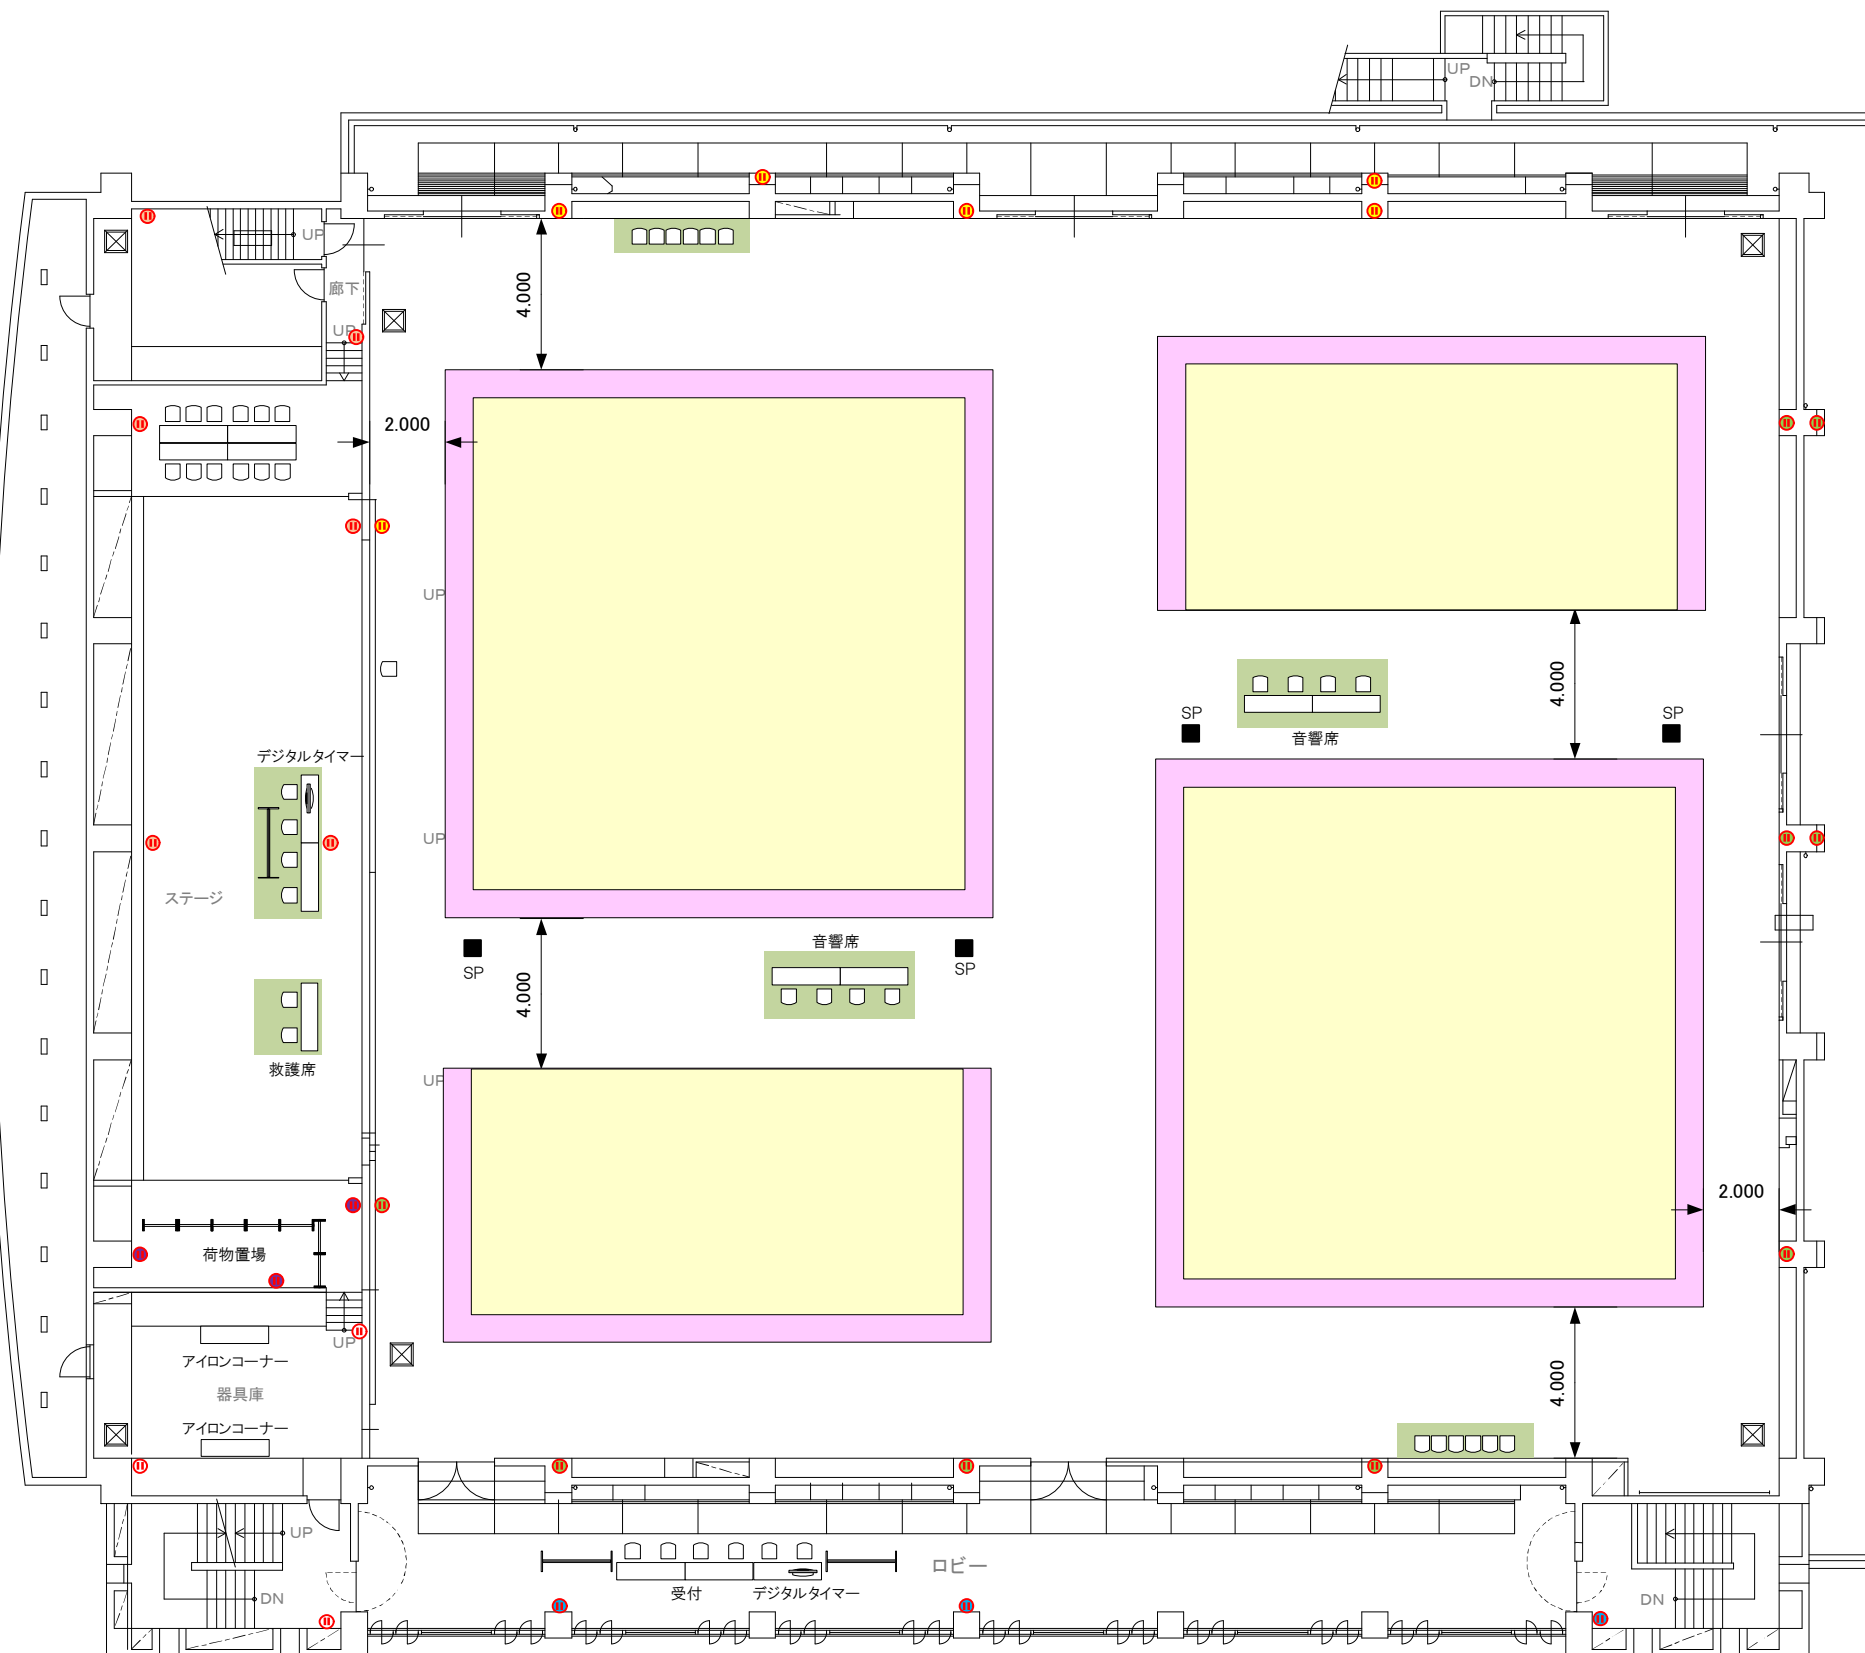 UP
DN
UP
廊下
UP
4.000
2.000
UP
4.000
SP
SP
音響席
デジタルタイマー
UP
ステージ
音響席
SP
SP
4.000
救護席
UP
2.000
荷物置場
UP
アイロンコーナー
器具庫
アイロンコーナー
4.000
UP
ロビー
受付
デジタルタイマー
DN
DN